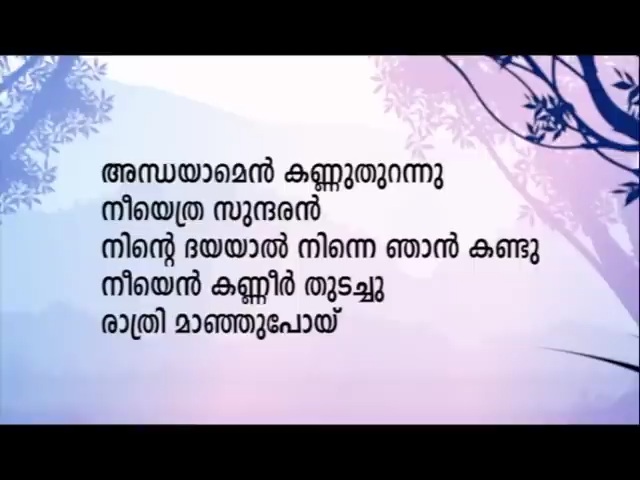 അന്ധയാമെൻ കണ്ണുതുറന്നു
നീയെത്ര സുന്ദരൻ
നിന്റെ ദയയാൽ നിന്നെ ഞാൻ കണ്ടു
നീയെൻ കണ്ണീർ തുടച്ചു
രാത്രി മാഞ്ഞുപോയ്